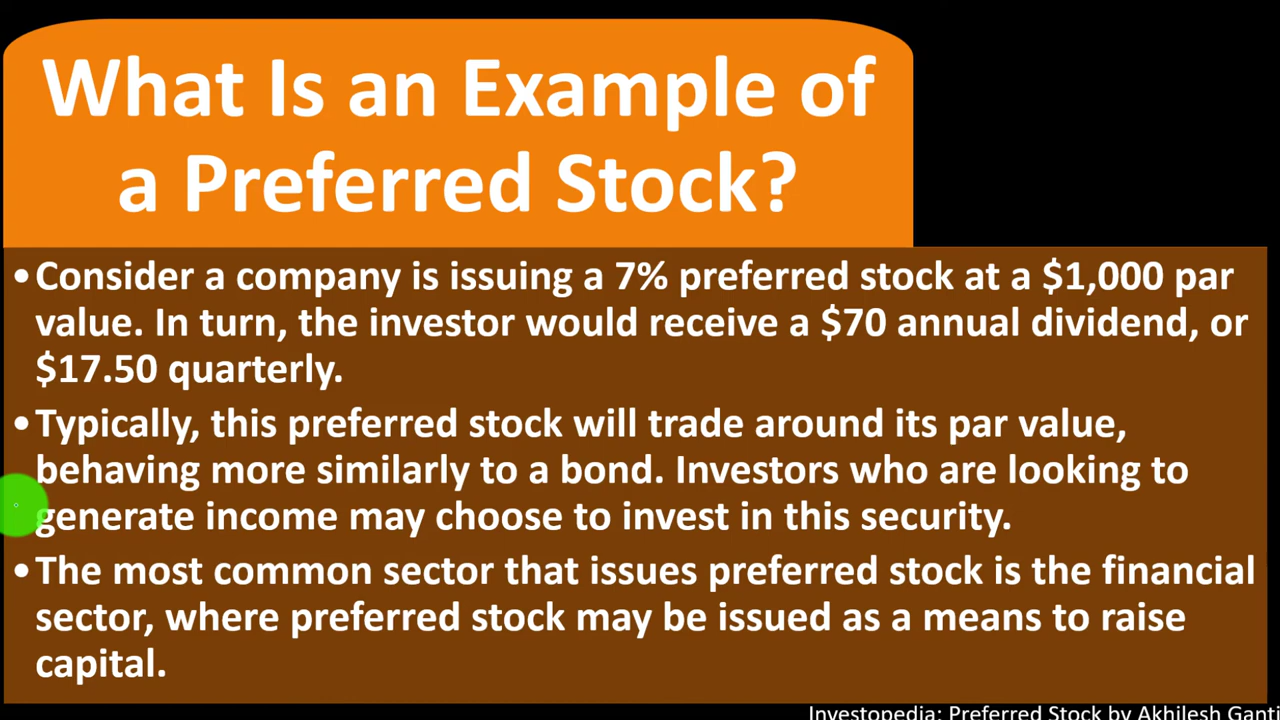 What Is an Example of
a Preferred Stock?
•Consider a company is issuing a 7% preferred stock at a $1,000 par
value. In turn, the investor would receive a $70 annual dividend, or
$17.50 quarterly.
•Typically, this preferred stock will trade around its par value,
behaving more similarly to a bond. Investors who are looking to
generate income may choose to invest in this security.
•The most common sector that issues preferred stock is the financial
sector, where preferred stock may be issued as a means to raise
capital.
Investopedia: Preferred Stock by Akhilesh Ganti